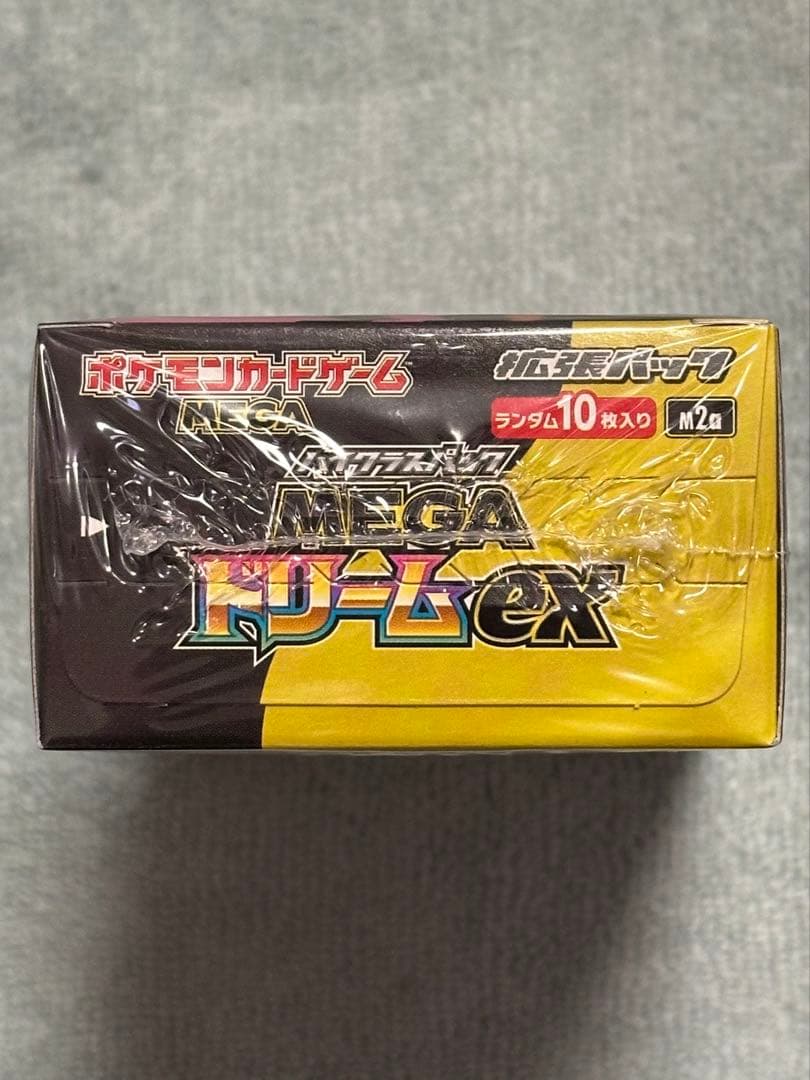 ポケモンカードゲーム
MEGA
拡張パック
ランダム10枚入り
M2a
ハイクラスパック
MEGA
ドリームex